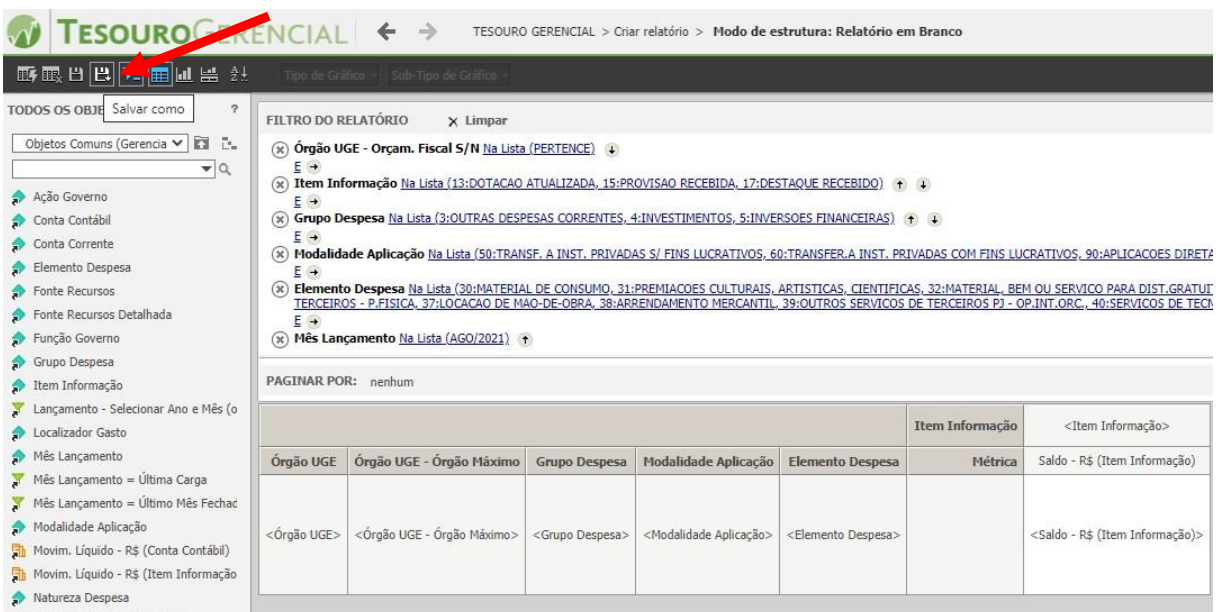 TESOUROGERENCIAL
TESOURO GERENCIAL > Criar relatório > Modo de estrutura: Relatório em Branco
Tipo de Gráfico
Sub-Tipo de Gráfico
TODOS OS OBJE
Salvar como
?
Objetos Comuns (Gerencia
Ação Governo
Conta Contábil
Conta Corrente
Elemento Despesa
Fonte Recursos
Fonte Recursos Detalhada
Função Governo
Grupo Despesa
Item Informação
Lançamento - Selecionar Ano e Mês (o
Localizador Gasto
Mês Lançamento
Mês Lançamento = Última Carga
Mês Lançamento = Último Mês Fechad
Modalidade Aplicação
Movim. Líquido - R$ (Conta Contábil)
Movim. Líquido - R$ (Item Informação
Natureza Despesa
FILTRO DO RELATÓRIO
Limpar
Órgão UGE - Orçam. Fiscal S/N Na Lista (PERTENCE)
E
Item Informação Na Lista (13:DOTACAO ATUALIZADA, 15:PROVISAO RECEBIDA, 17:DESTAQUE RECEBIDO)
E
Grupo Despesa Na Lista (3:OUTRAS DESPESAS CORRENTES, 4:INVESTIMENTOS, 5:INVERSOES FINANCEIRAS)
E
Modalidade Aplicação Na Lista (50:TRANSF. A INST. PRIVADAS S/ FINS LUCRATIVOS, 60:TRANSFER.A INST. PRIVADAS COM FINS LUCRATIVOS, 90:APLICACOES DIRETA
E
Elemento Despesa Na Lista (30:MATERIAL DE CONSUMO, 31:PREMIACOES CULTURAIS, ARTISTICAS, CIENTIFICAS, 32:MATERIAL, BEM OU SERVICO PARA DIST.GRATUIT
TERCEIROS - P.FISICA, 37:LOCACAO DE MAO-DE-OBRA, 38:ARRENDAMENTO MERCANTIL, 39:OUTROS SERVICOS DE TERCEIROS PJ - OP.INT.ORC., 40:SERVICOS DE TECN
E
Mês Lançamento Na Lista (AGO/2021)
PAGINAR POR: nenhum
Item Informação
<Item Informação>
Órgão UGE
Órgão UGE - Órgão Máximo
Grupo Despesa
Modalidade Aplicação
Elemento Despesa
Métrica
Saldo - R$ (Item Informação)
<Órgão UGE>
<Órgão UGE - Órgão Máximo>
<Grupo Despesa>
<Modalidade Aplicação>
<Elemento Despesa>
<Saldo - R$ (Item Informação)>